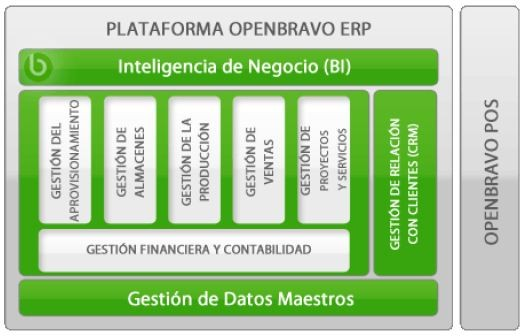 PLATAFORMA OPENBRAVO ERP
Inteligencia de Negocio (BI)
GESTIÓN DEL
APROVISIONAMIENTO
GESTIÓN DE
ALMACENES
GESTIÓN DE LA
PRODUCCIÓN
GESTIÓN DE
VENTAS
GESTIÓN DE
PROYECTOS
Y SERVICIOS
GESTIÓN DE RELACIÓN
CON CLIENTES (CRM)
GESTIÓN FINANCIERA Y CONTABILIDAD
Gestión de Datos Maestros
OPENBRAVO POS